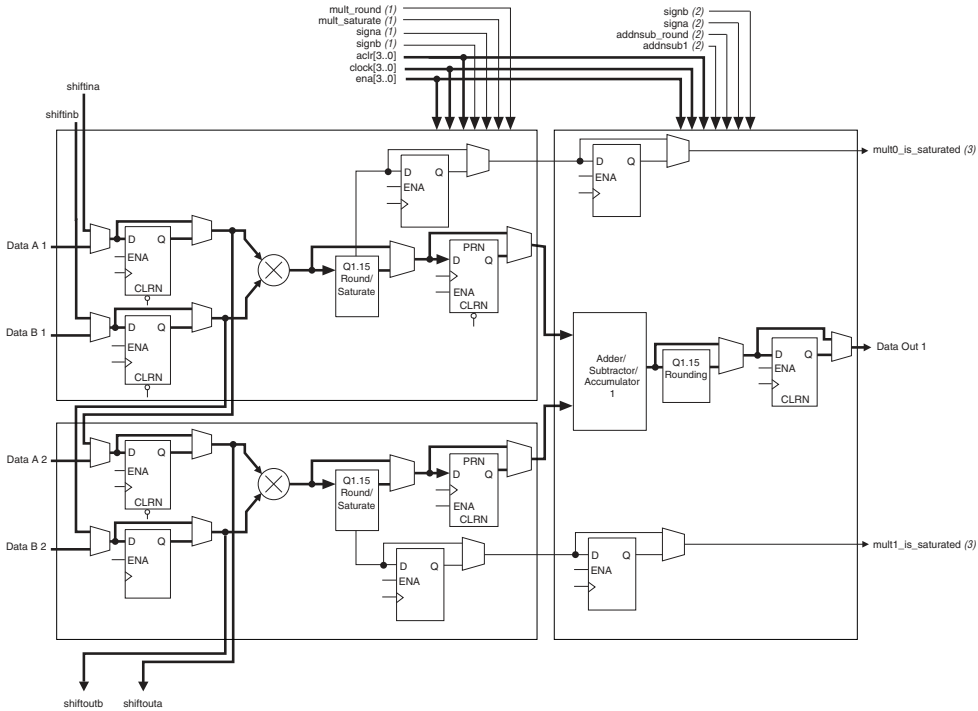 mult_round (1)
mult_saturate (1)
signa (1)
signb (1)
aclr[3..0]
clock[3..0]
ena[3..0]
signb (2)
signa (2)
addnsub_round (2)
addnsub1 (2)
shiftina
shiftinb
D Q
ENA
D Q
ENA
mult0_is_saturated (3)
Data A 1
D Q
ENA
CLRN
Q1.15
Round/
Saturate
PRN
D Q
ENA
CLRN
Data B 1
D Q
ENA
CLRN
Adder/
Subtractor/
Accumulator
1
Q1.15
Rounding
D Q
ENA
CLRN
Data Out 1
Data A 2
D Q
ENA
CLRN
Q1.15
Round/
Saturate
PRN
D Q
ENA
CLRN
Data B 2
D Q
ENA
D Q
ENA
D Q
ENA
mult1_is_saturated (3)
shiftoutb
shiftouta